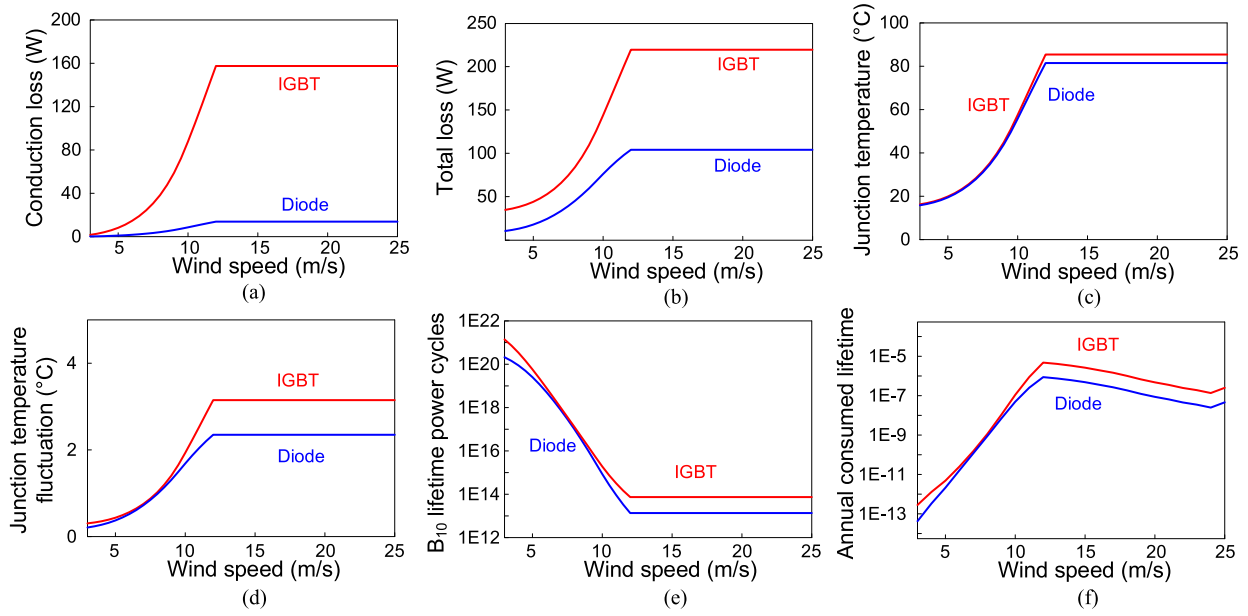 Conduction loss (W)
200
160
120
80
40
0
IGBT
Diode
5
10
15
20
25
Wind speed (m/s)
(a)
Total loss (W)
250
200
150
100
50
IGBT
Diode
5
10
15
20
25
Wind speed (m/s)
(b)
Junction temperature (°C)
100
80
60
40
20
0
IGBT
Diode
5
10
15
20
25
Wind speed (m/s)
(c)
Junction temperature
fluctuation (°C)
4
2
0
IGBT
Diode
5
10
15
20
25
Wind speed (m/s)
(d)
B₁₀ lifetime power cycles
1E22
1E20
1E18
1E16
1E14
1E12
Diode
IGBT
5
10
15
20
25
Wind speed (m/s)
(e)
Annual consumed lifetime
1E-5
1E-7
1E-9
1E-11
1E-13
IGBT
Diode
5
10
15
20
25
Wind speed (m/s)
(f)